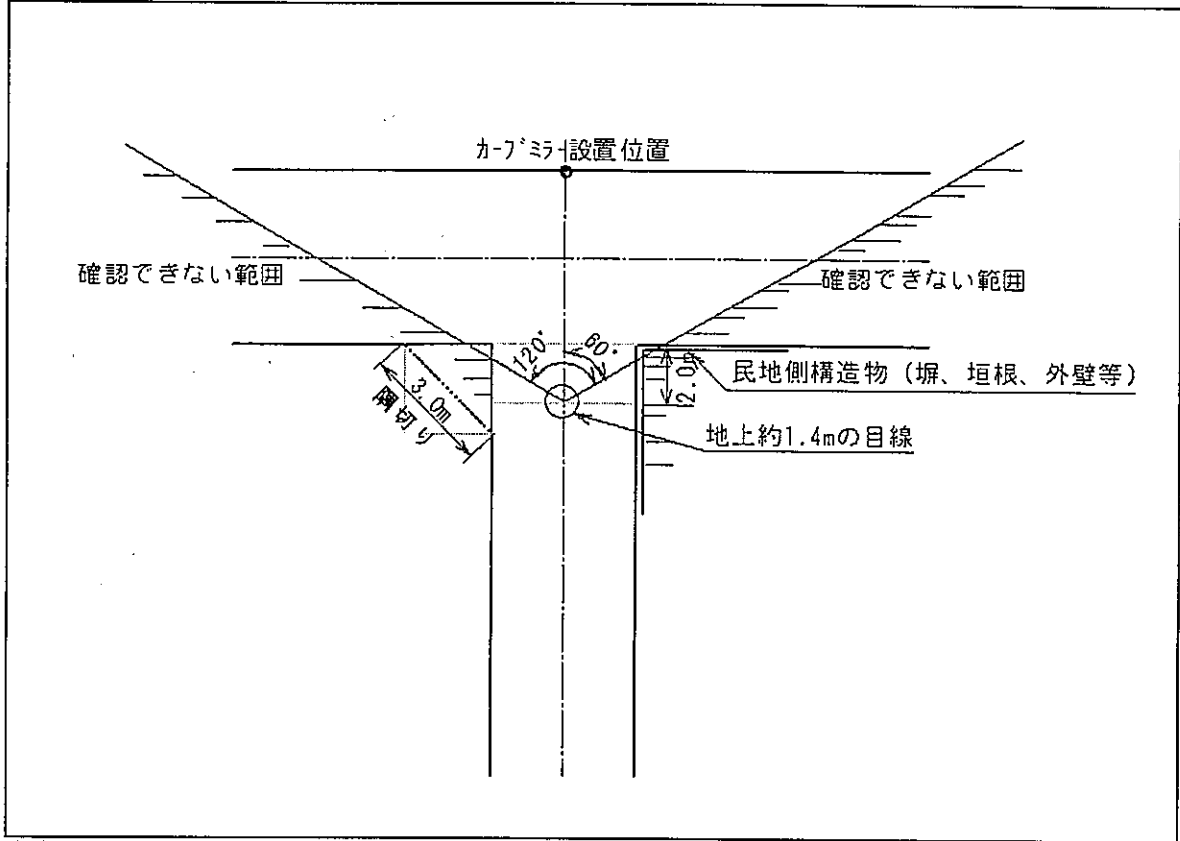 カーブミラー設置位置
確認できない範囲
確認できない範囲
120°
60°
2.0m
3.0m
隅切り
民地側構造物（塀、垣根、外壁等）
地上約1.4mの目線